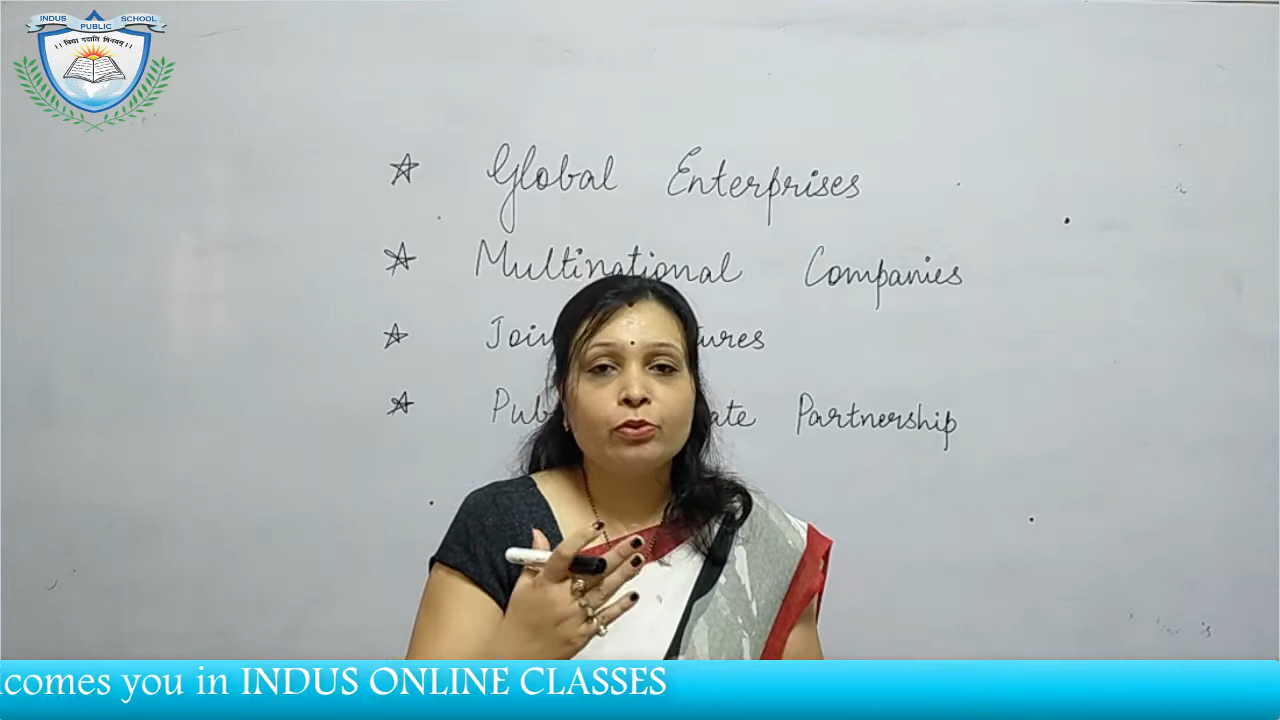 INDUS PUBLIC SCHOOL
।। विद्या ददाति विनयम् ।।
☆ Global Enterprises
☆ Multinational Companies
☆ Join tures
☆ Pub ate Partnership
comes you in INDUS ONLINE CLASSES